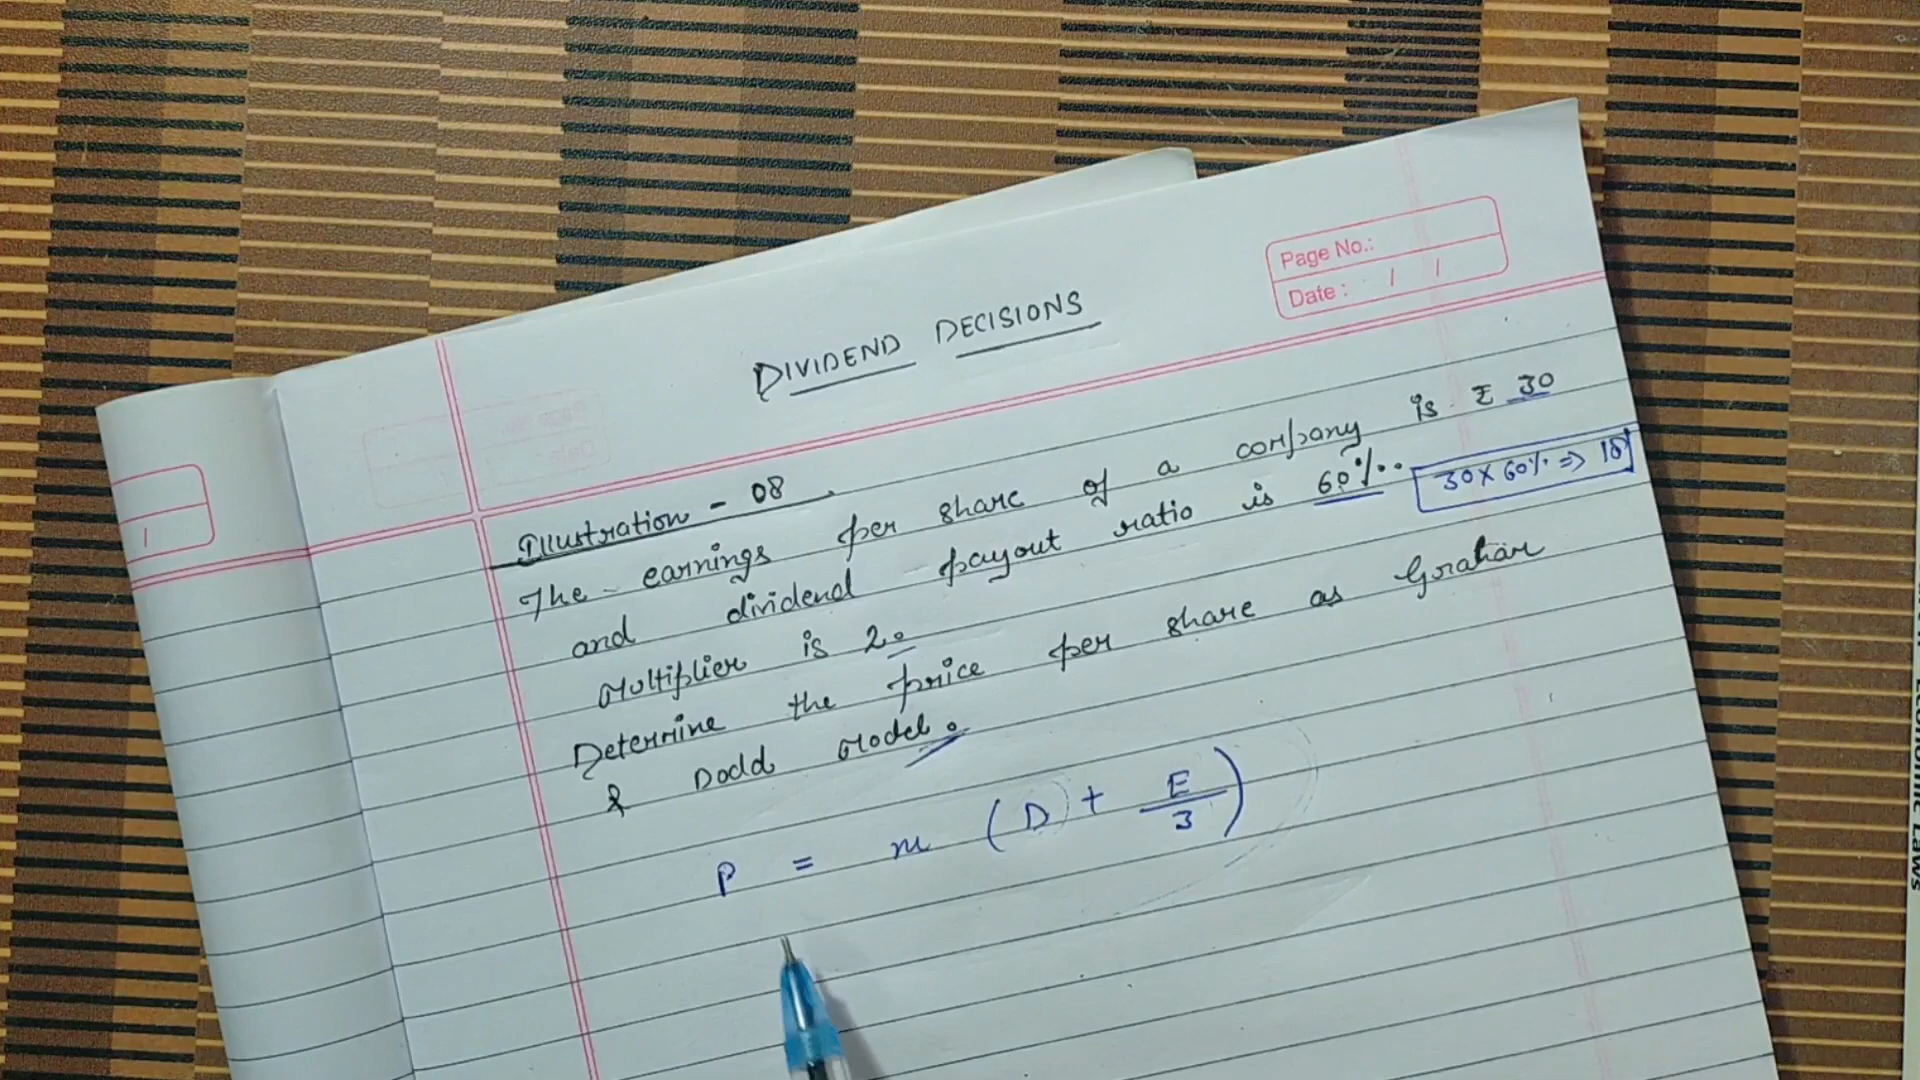 Page No.:
Date: / /
DIVIDEND DECISIONS
Illustration - 08
The earnings per share of a company is ₹ 30
and dividend payout ratio is 60%.
30 x 60% => 18
Multiplier is 2.
Determine the price per share as Graham
& Dodd Model.
P = m (D + E/3)